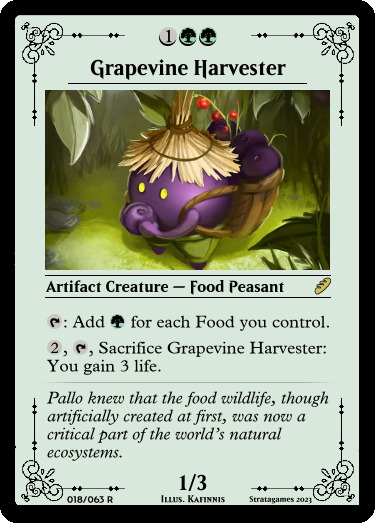 1
Grapevine Harvester
Artifact Creature — Food Peasant
: Add for each Food you control.
2, , Sacrifice Grapevine Harvester:
You gain 3 life.
Pallo knew that the food wildlife, though
artificially created at first, was now a
critical part of the world's natural
ecosystems.
1/3
018/063 R
Illus. Kafinnis
Stratagames 2023